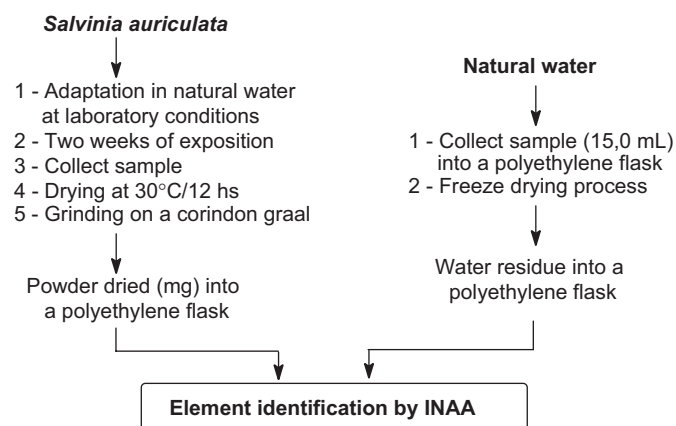 Salvinia auriculata
1 - Adaptation in natural water
at laboratory conditions
2 - Two weeks of exposition
3 - Collect sample
4 - Drying at 30°C/12 hs
5 - Grinding on a corindon graal
Powder dried (mg) into
a polyethylene flask
Natural water
1 - Collect sample (15,0 mL)
into a polyethylene flask
2 - Freeze drying process
Water residue into a
polyethylene flask
Element identification by INAA